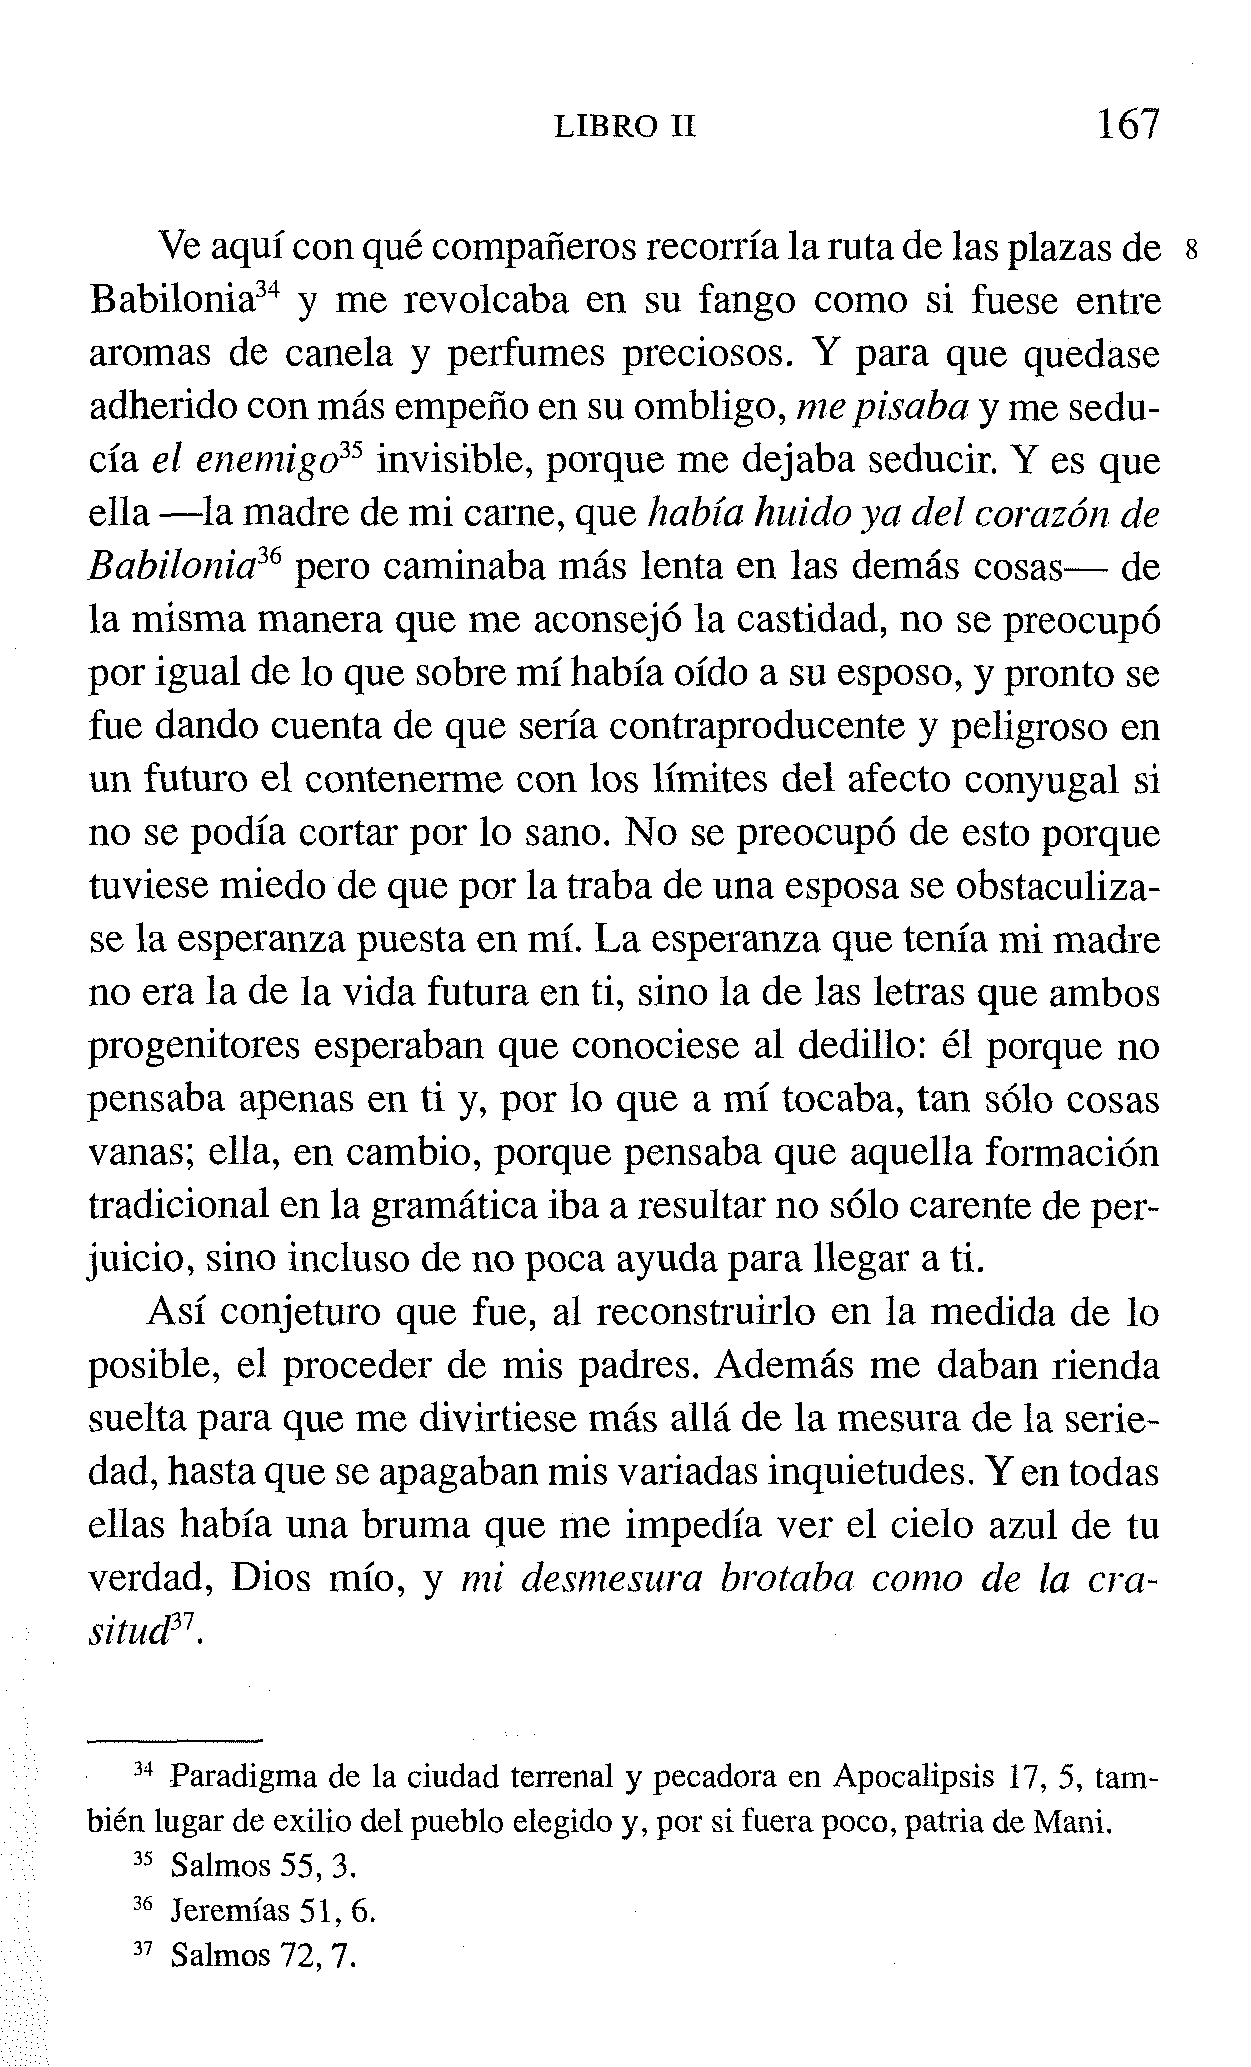 LIBRO II 167
Ve aquí con qué compañeros recorría la ruta de las plazas de 8
Babilonia³⁴ y me revolcaba en su fango como si fuese entre
aromas de canela y perfumes preciosos. Y para que quedase
adherido con más empeño en su ombligo, me pisaba y me sedu-
cía el enemigo³⁵ invisible, porque me dejaba seducir. Y es que
ella —la madre de mi carne, que había huido ya del corazón de
Babilonia³⁶ pero caminaba más lenta en las demás cosas— de
la misma manera que me aconsejó la castidad, no se preocupó
por igual de lo que sobre mí había oído a su esposo, y pronto se
fue dando cuenta de que sería contraproducente y peligroso en
un futuro el contenerme con los límites del afecto conyugal si
no se podía cortar por lo sano. No se preocupó de esto porque
tuviese miedo de que por la traba de una esposa se obstaculiza-
se la esperanza puesta en mí. La esperanza que tenía mi madre
no era la de la vida futura en ti, sino la de las letras que ambos
progenitores esperaban que conociese al dedillo: él porque no
pensaba apenas en ti y, por lo que a mí tocaba, tan sólo cosas
vanas; ella, en cambio, porque pensaba que aquella formación
tradicional en la gramática iba a resultar no sólo carente de per-
juicio, sino incluso de no poca ayuda para llegar a ti.
Así conjeturo que fue, al reconstruirlo en la medida de lo
posible, el proceder de mis padres. Además me daban rienda
suelta para que me divirtiese más allá de la mesura de la serie-
dad, hasta que se apagaban mis variadas inquietudes. Y en todas
ellas había una bruma que me impedía ver el cielo azul de tu
verdad, Dios mío, y mi desmesura brotaba como de la cra-
situd³⁷.
³⁴ Paradigma de la ciudad terrenal y pecadora en Apocalipsis 17, 5, tam-
bién lugar de exilio del pueblo elegido y, por si fuera poco, patria de Mani.
³⁵ Salmos 55, 3.
³⁶ Jeremías 51, 6.
³⁷ Salmos 72, 7.